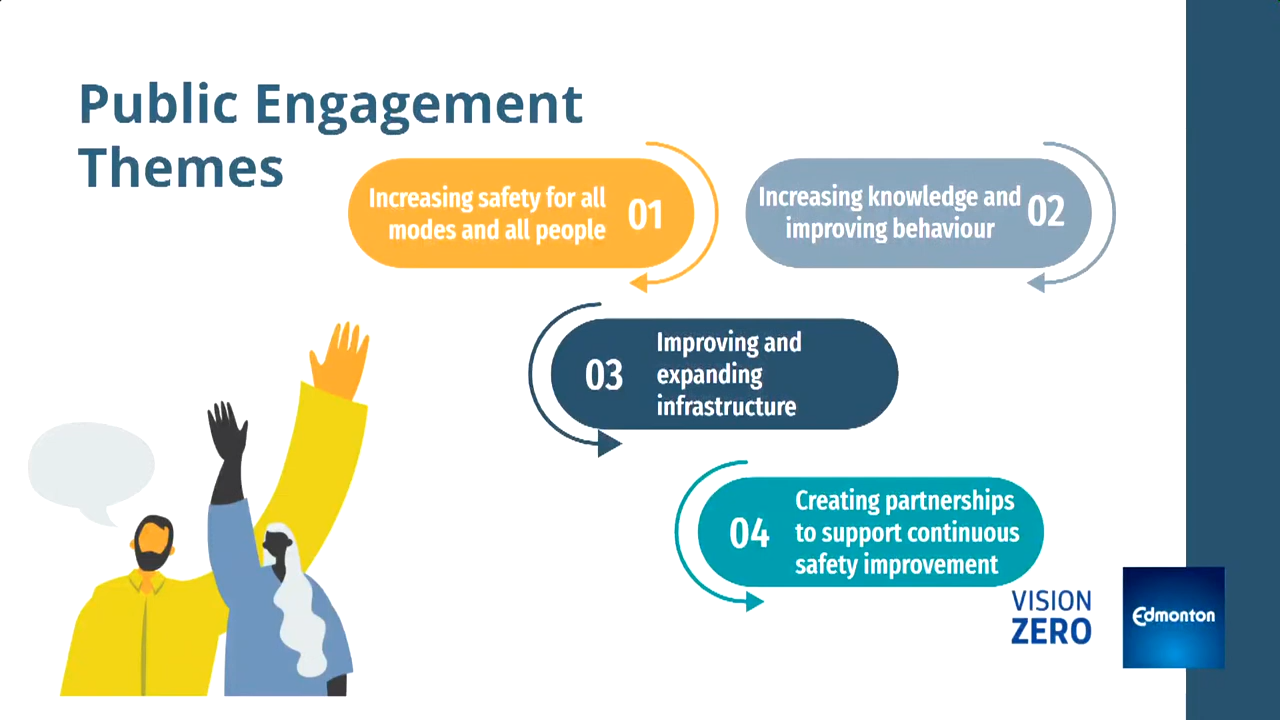 Public Engagement
Themes
Increasing safety for all
modes and all people
01
Increasing knowledge and
improving behaviour
02
03
Improving and
expanding
infrastructure
04
Creating partnerships
to support continuous
safety improvement
VISION
ZERO
Edmonton